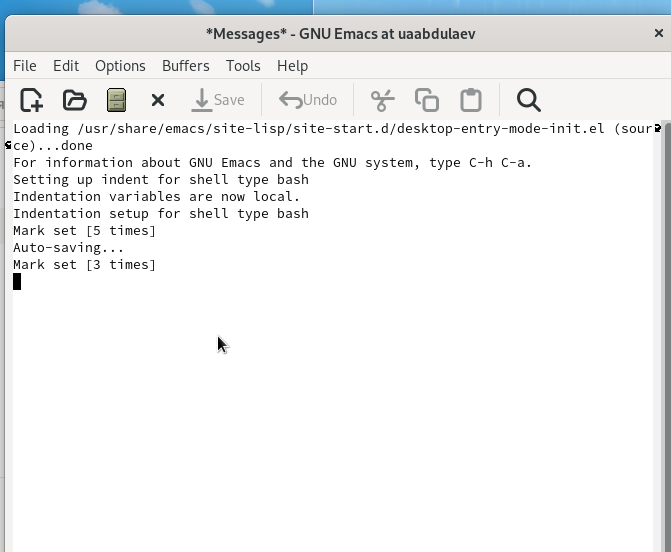 *Messages* - GNU Emacs at uaabdulaev
File Edit Options Buffers Tools Help
Save Undo
Loading /usr/share/emacs/site-lisp/site-start.d/desktop-entry-mode-init.el (sour
ce)...done
For information about GNU Emacs and the GNU system, type C-h C-a.
Setting up indent for shell type bash
Indentation variables are now local.
Indentation setup for shell type bash
Mark set [5 times]
Auto-saving...
Mark set [3 times]